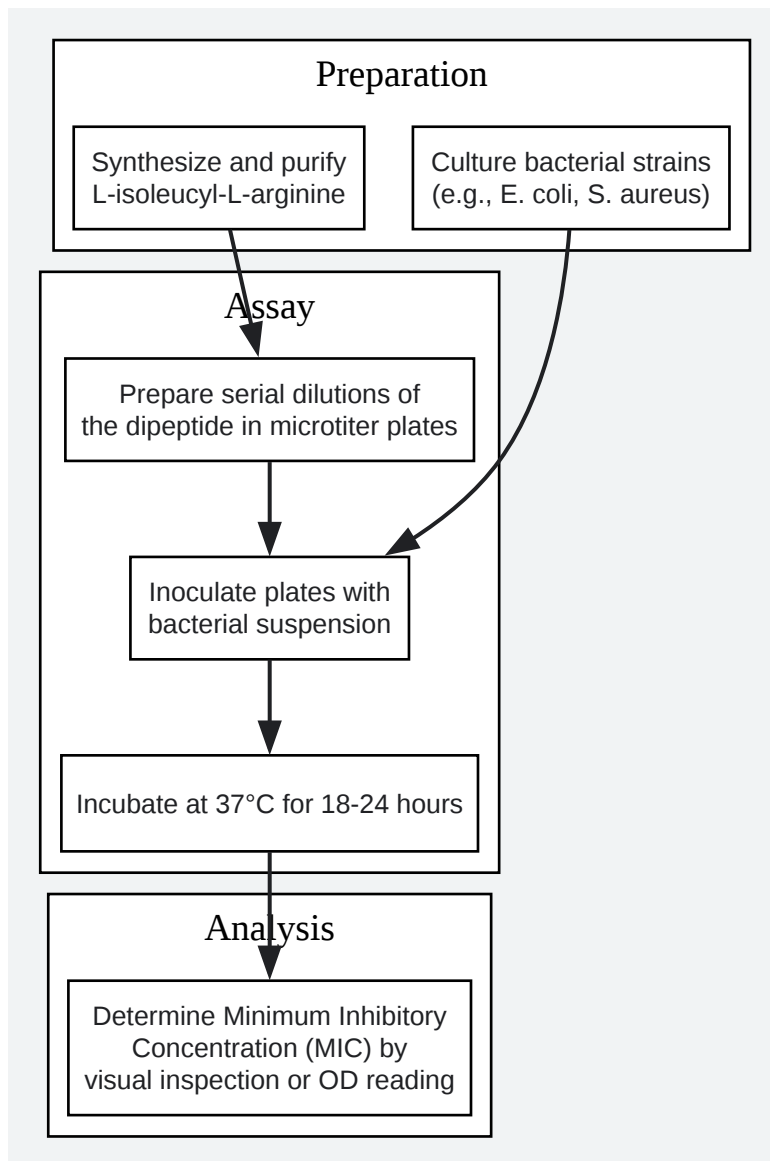 Preparation
Synthesize and purify
L-isoleucyl-L-arginine
Culture bacterial strains
(e.g., E. coli, S. aureus)
Assay
Prepare serial dilutions of
the dipeptide in microtiter plates
Inoculate plates with
bacterial suspension
Incubate at 37°C for 18-24 hours
Analysis
Determine Minimum Inhibitory
Concentration (MIC) by
visual inspection or OD reading